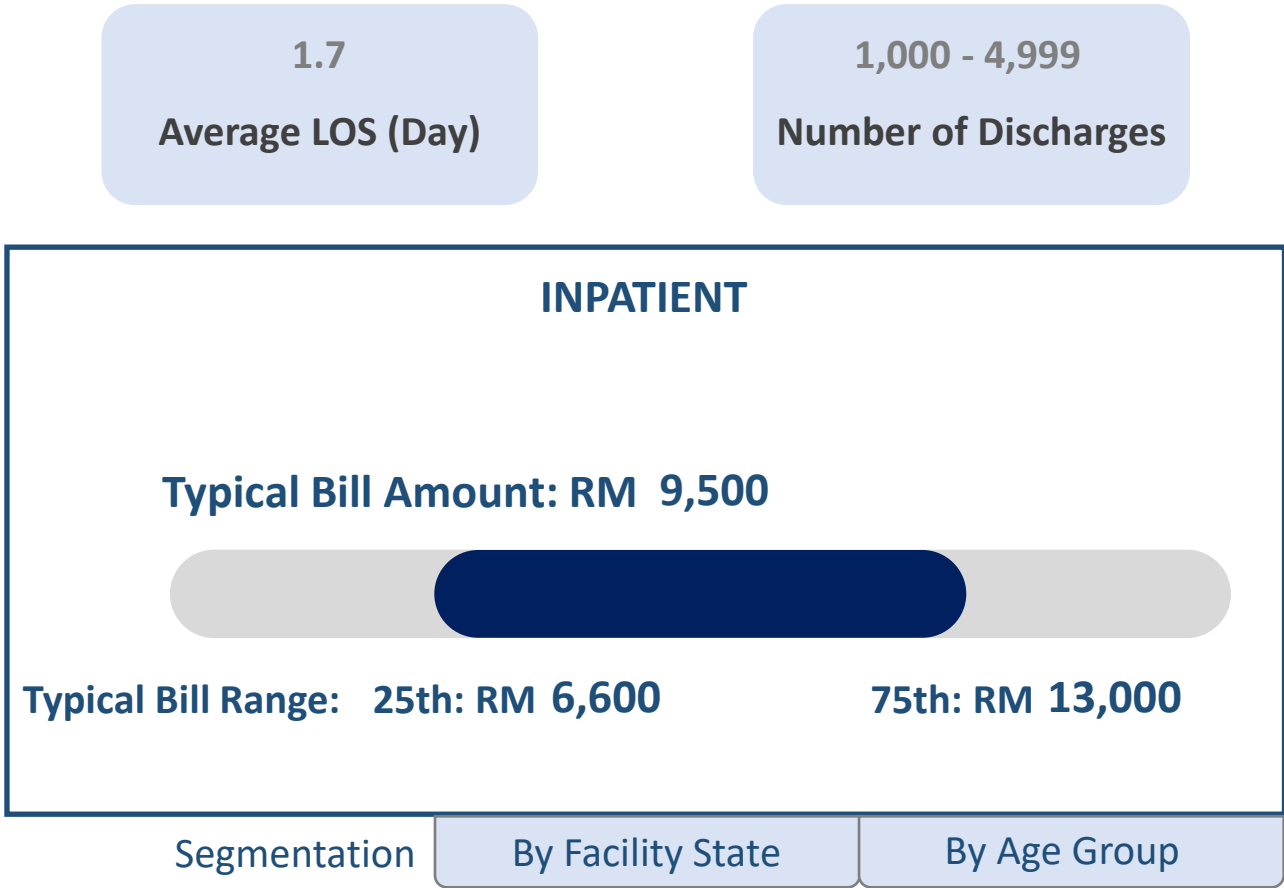 1.7
Average LOS (Day)
1,000 - 4,999
Number of Discharges
INPATIENT
Typical Bill Amount: RM 9,500
Typical Bill Range: 25th: RM 6,600 75th: RM 13,000
Segmentation By Facility State By Age Group